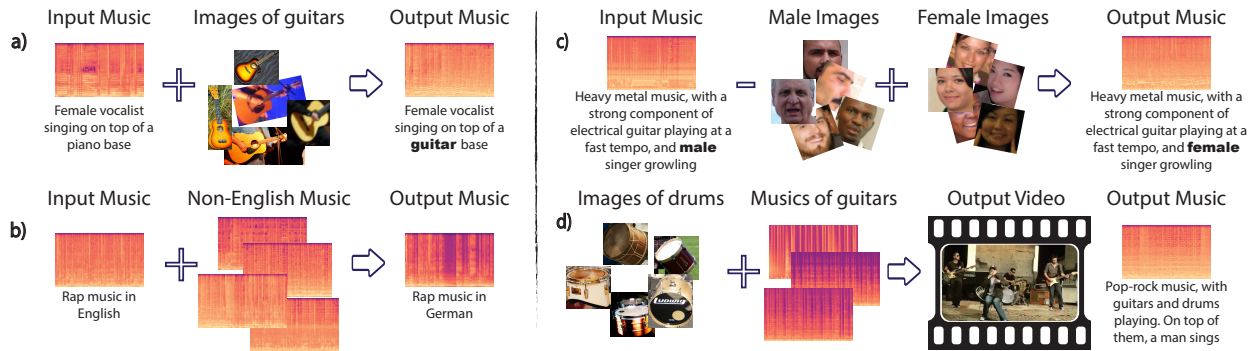 a)
Input Music
Images of guitars
Output Music
Female vocalist
singing on top of a
piano base
Female vocalist
singing on top of a
guitar base
b)
Input Music
Non-English Music
Output Music
Rap music in
English
Rap music in
German
c)
Input Music
Male Images
Female Images
Output Music
Heavy metal music, with a
strong component of
electrical guitar playing at a
fast tempo, and male
singer growling
Heavy metal music, with a
strong component of
electrical guitar playing at a
fast tempo, and female
singer growling
d)
Images of drums
Musics of guitars
Output Video
Output Music
Ludwig
Pop-rock music, with
guitars and drums
playing. On top of
them, a man sings